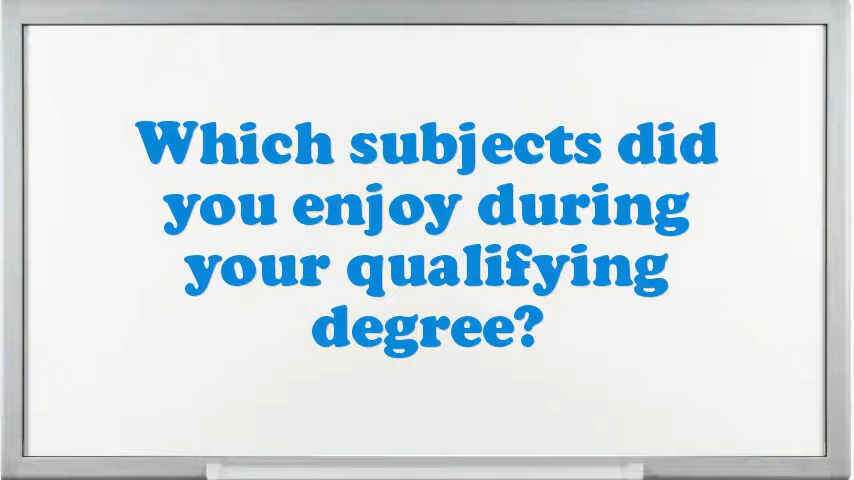 Which subjects did
you enjoy during
your qualifying
degree?